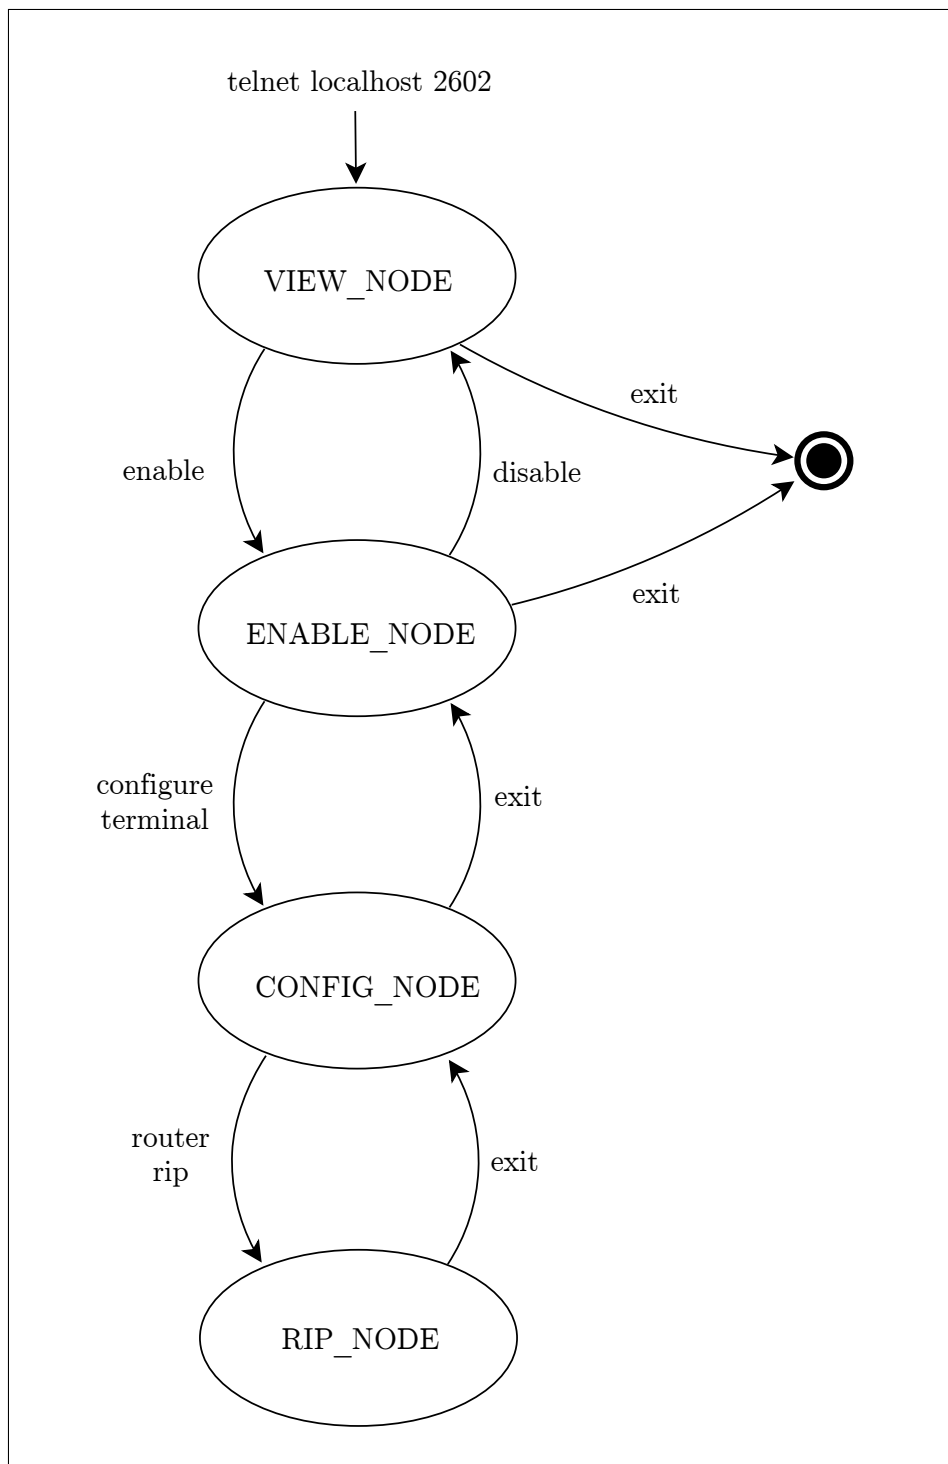 telnet localhost 2602
VIEW_NODE
exit
enable
disable
exit
ENABLE_NODE
configure
terminal
exit
CONFIG_NODE
router
rip
exit
RIP_NODE